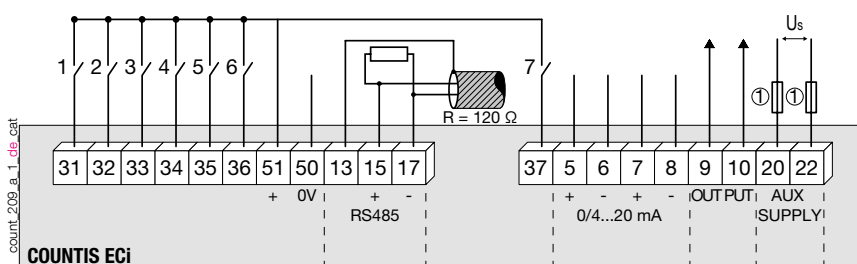 Us
1 2 3 4 5 6 7
① ①
R = 120 Ω
31 32 33 34 35 36 51 50 13 15 17 37 5 6 7 8 9 10 20 22
+ 0V + - + - + - OUTPUT AUX
RS485 0/4...20 mA SUPPLY
COUNTIS ECi
count_209_a_1_de_cat